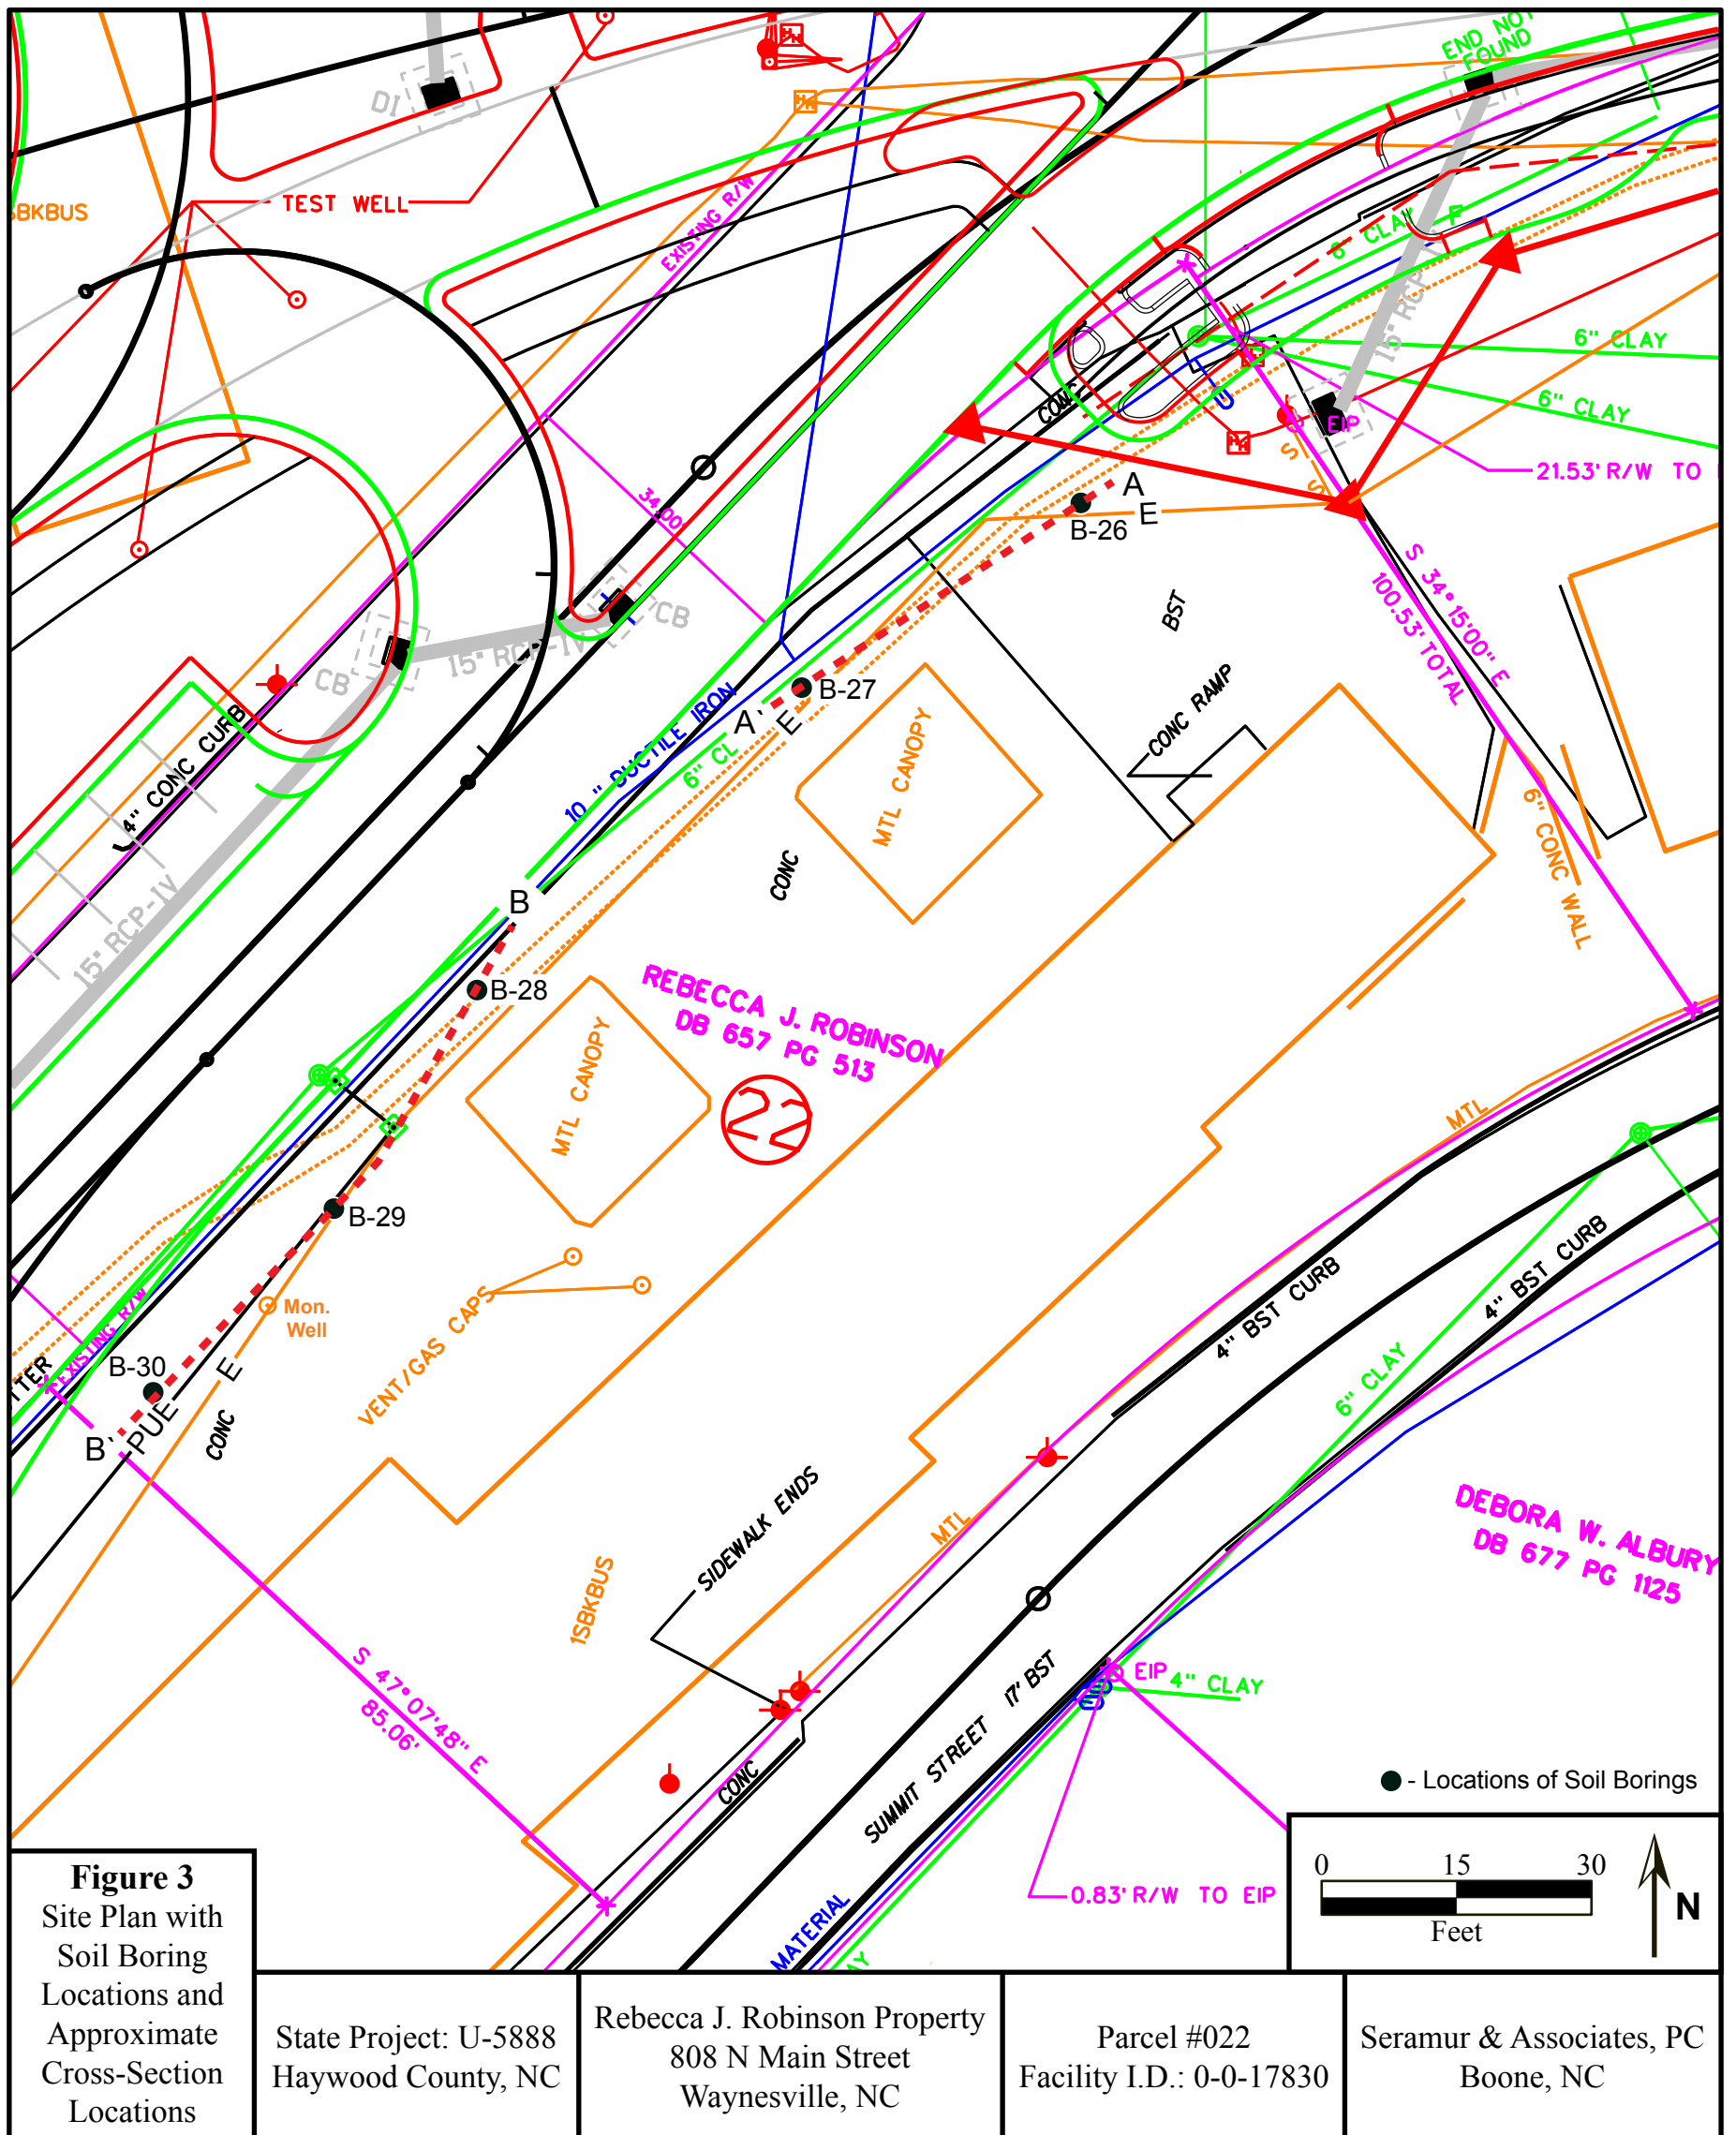 END NOT
FOUND
DI
SBKBUS
TEST WELL
EXISTING R/W
6" CLAY
F
15" RCP-
6" CLAY
6" CLAY
CONC
EIP
S
S
21.53' R/W TO
34.00'
A
E
B-26
BST
S 34°15'00" E
100.53' TOTAL
CB
15" RCP-IV
CB
B-27
A`
E
10 " DUCTILE IRON
6" CL
MTL CANOPY
CONC RAMP
4" CONC CURB
6" CONC WALL
CONC
15" RCP-IV
B
B-28
REBECCA J. ROBINSON
DB 657 PG 513
22
MTL CANOPY
MTL
B-29
Mon.
Well
VENT/GAS CAPS
EXISTING R/W
TTER
B-30
E
PUE
B`
CONC
4" BST CURB
4" BST CURB
6" CLAY
SIDEWALK ENDS
MTL
DEBORA W. ALBURY
DB 677 PG 1125
1SBKBUS
S 47°07'48" E
85.06'
17' BST
EIP
4" CLAY
SUMMIT STREET
CONC
- Locations of Soil Borings
0.83' R/W TO EIP
MATERIAL
AY
0 15 30
Feet
N
Figure 3
Site Plan with
Soil Boring
Locations and
Approximate
Cross-Section
Locations
State Project: U-5888
Haywood County, NC
Rebecca J. Robinson Property
808 N Main Street
Waynesville, NC
Parcel #022
Facility I.D.: 0-0-17830
Seramur & Associates, PC
Boone, NC